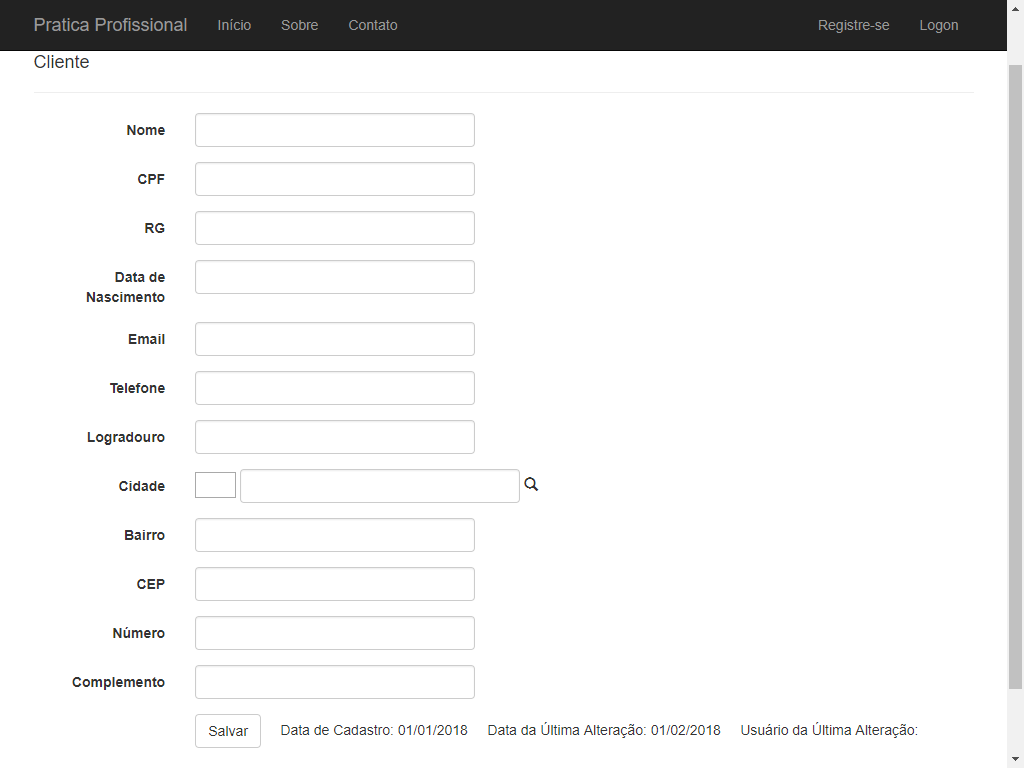 Pratica Profissional Início Sobre Contato Registre-se Logon
Cliente
Nome
CPF
RG
Data de
Nascimento
Email
Telefone
Logradouro
Cidade
Bairro
CEP
Número
Complemento
Salvar Data de Cadastro: 01/01/2018 Data da Última Alteração: 01/02/2018 Usuário da Última Alteração: